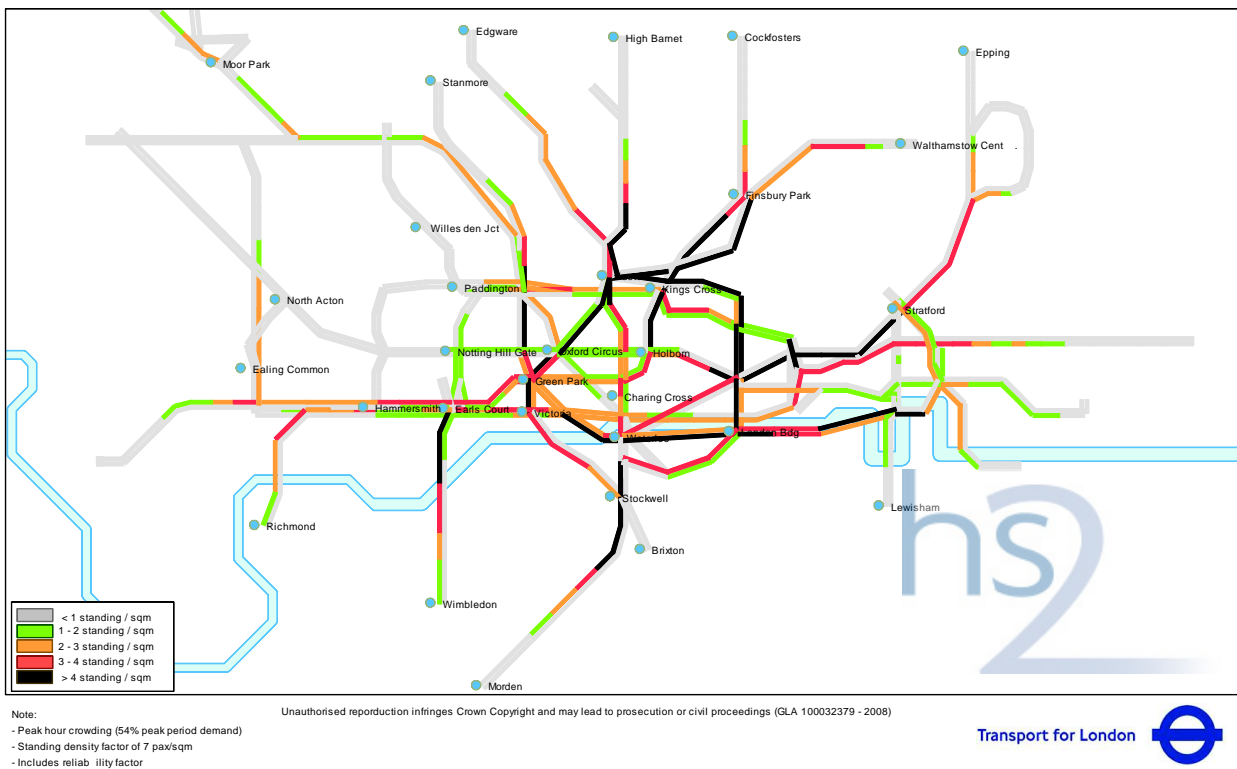 Edgware
High Barnet
Cockfosters
Epping
Moor Park
Stanmore
Walthamstow Cent .
Finsbury Park
Willes den Jct
Paddington
Kings Cross
North Acton
Stratford
Notting Hill Gate
Oxford Circus
Holborn
Ealing Common
Green Park
Charing Cross
Hammersmith
Earls Court
Victoria
Waterloo
London Bdg
Stockwell
Lewisham
hs2
Richmond
Brixton
Wimbledon
Morden
< 1 standing / sqm
1 - 2 standing / sqm
2 - 3 standing / sqm
3 - 4 standing / sqm
> 4 standing / sqm
Note:
- Peak hour crowding (54% peak period demand)
- Standing density factor of 7 pax/sqm
- Includes reliab ility factor
Unauthorised reporduction infringes Crown Copyright and may lead to prosecution or civil proceedings (GLA 100032379 - 2008)
Transport for London